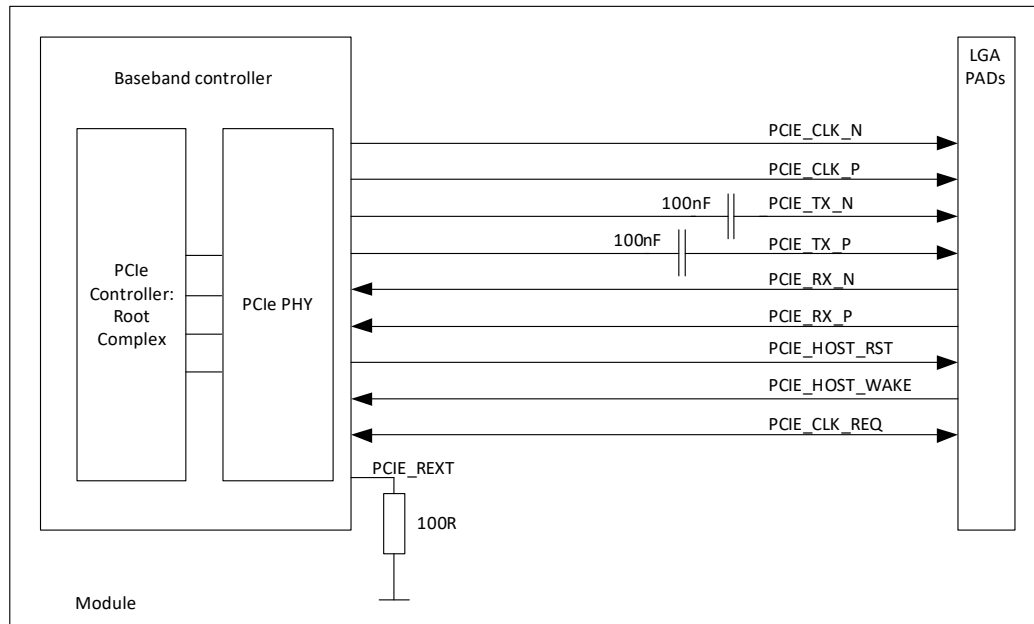 Baseband controller
LGA
PADs
PCIe
Controller:
Root
Complex
PCIe PHY
PCIE_CLK_N
PCIE_CLK_P
100nF
PCIE_TX_N
100nF
PCIE_TX_P
PCIE_RX_N
PCIE_RX_P
PCIE_HOST_RST
PCIE_HOST_WAKE
PCIE_CLK_REQ
PCIE_REXT
100R
Module